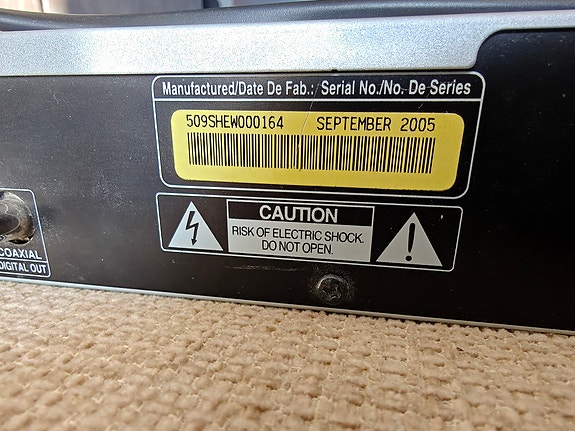 Manufactured/Date De Fab.: Serial No./No. De Series
509SHEW000164 SEPTEMBER 2005
CAUTION
RISK OF ELECTRIC SHOCK.
DO NOT OPEN.
COAXIAL
DIGITAL OUT